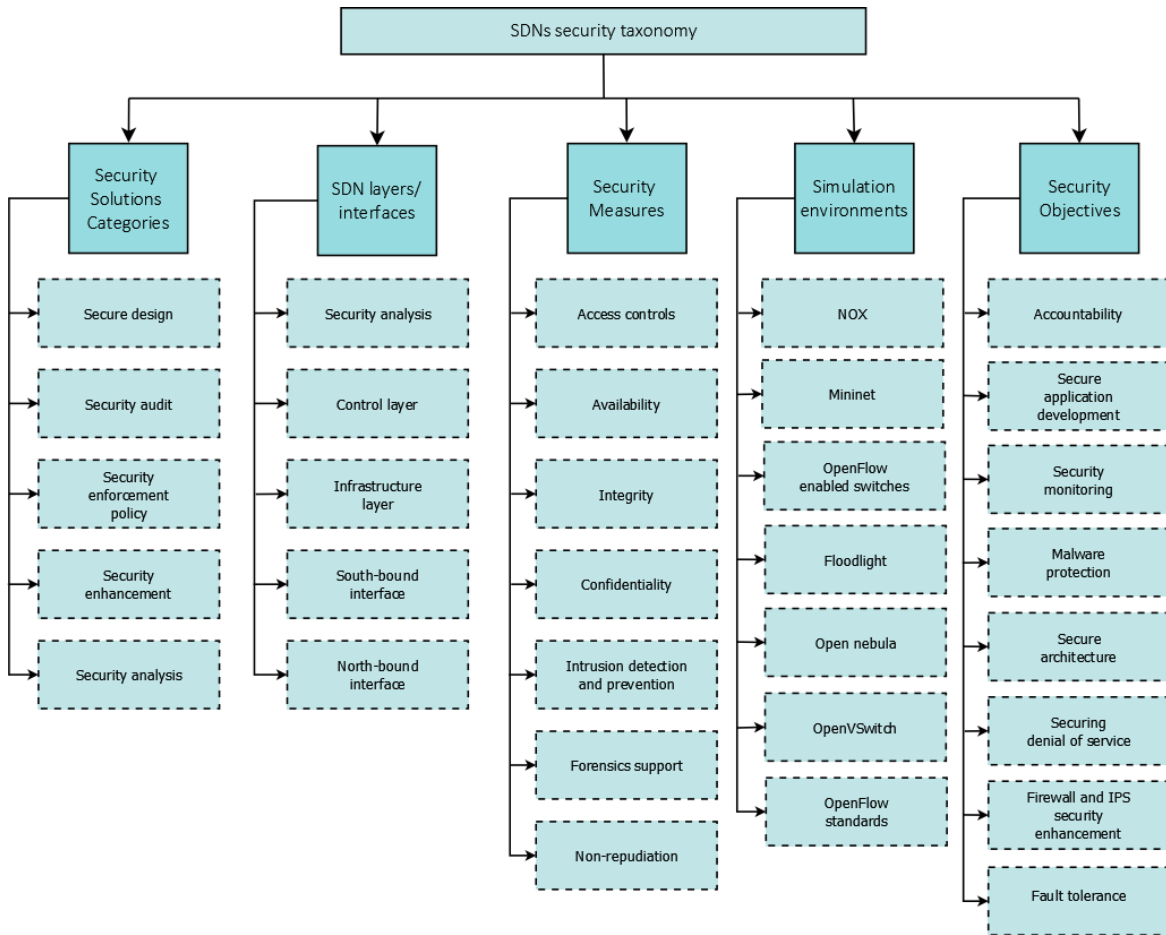 SDNs security taxonomy
Security
Solutions
Categories
Secure design
Security audit
Security
enforcement
policy
Security
enhancement
Security analysis
SDN layers/
interfaces
Security analysis
Control layer
Infrastructure
layer
South-bound
interface
North-bound
interface
Security
Measures
Access controls
Availability
Integrity
Confidentiality
Intrusion detection
and prevention
Forensics support
Non-repudiation
Simulation
environments
NOX
Mininet
OpenFlow
enabled switches
Floodlight
Open nebula
OpenVSwitch
OpenFlow
standards
Security
Objectives
Accountability
Secure
application
development
Security
monitoring
Malware
protection
Secure
architecture
Securing
denial of service
Firewall and IPS
security
enhancement
Fault tolerance